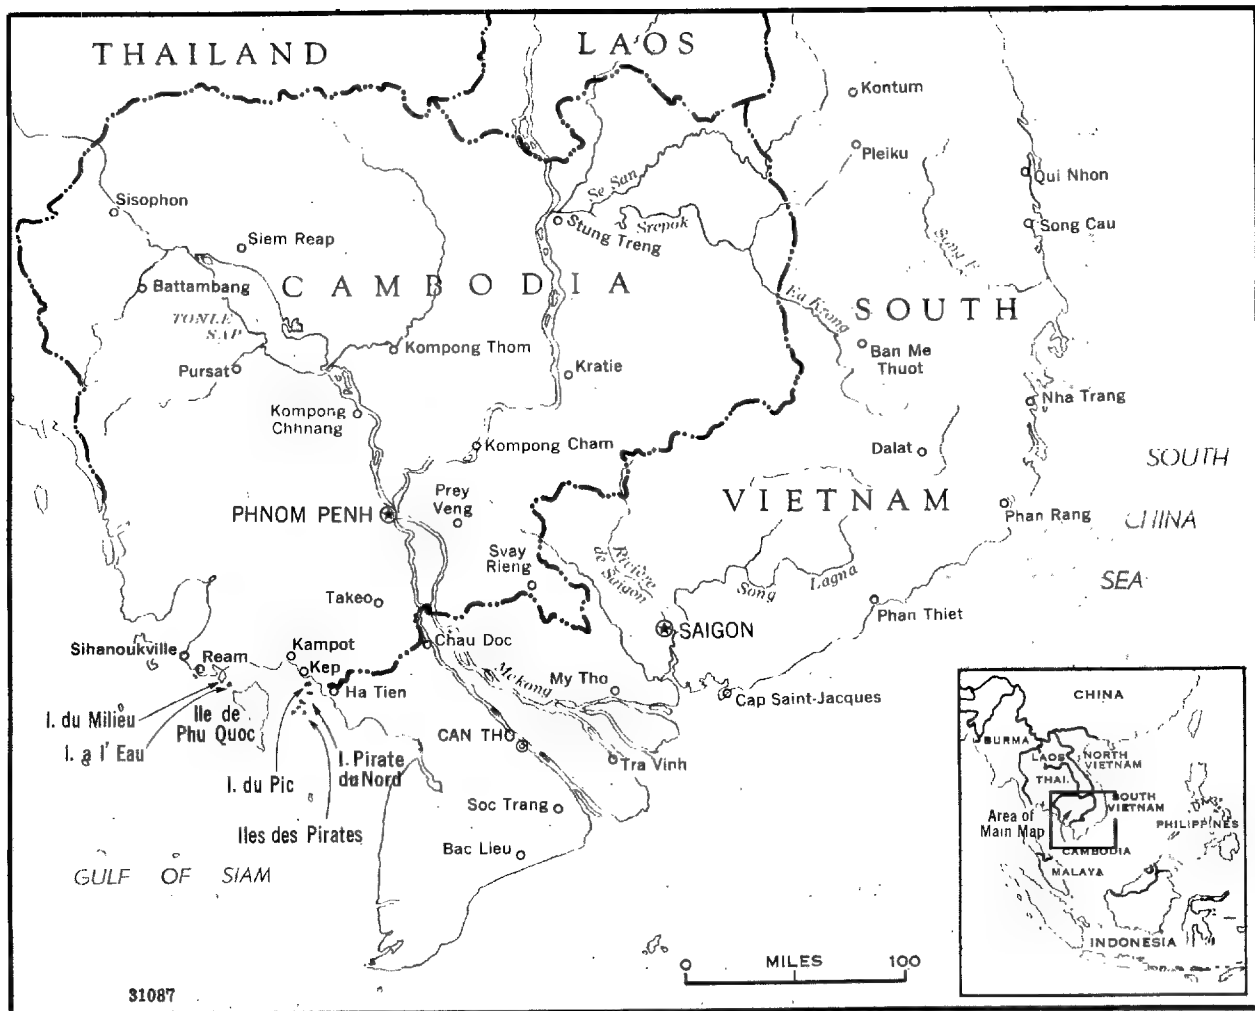 THAILAND
LAOS
Kontum
Pleiku
Qui Nhon
Song Cau
Se San
Sisophon
Stung Treng
Srepok
Siem Reap
CAMBODIA
Battambang
TONLE
SAP
Ea Krong
SOUTH
Kompong Thom
Ban Me
Thuot
Pursat
Kratie
Nha Trang
Kompong
Chhnang
Kompong Cham
Dalat
SOUTH
Prey
Veng
VIETNAM
PHNOM PENH
Phan Rang
CHINA
Svay
Rieng
Rivière
de Saigon
Song
Lagna
SEA
Takeo
Phan Thiet
SAIGON
Chau Doc
Sihanoukville
Kampot
Ream
Kep
Ha Tien
Mekong
My Tho
Cap Saint-Jacques
I. du Milieu
Ile de
Phu Quoc
I. a l' Eau
CAN THO
I. Pirate
du Nord
Tra Vinh
I. du Pic
Soc Trang
Iles des Pirates
Bac Lieu
GULF OF SIAM
0 MILES 100
31087
CHINA
BURMA
LAOS
NORTH
VIETNAM
THAI.
SOUTH
VIETNAM
Area of
Main Map
PHILIPPINES
CAMBODIA
MALAYA
INDONESIA